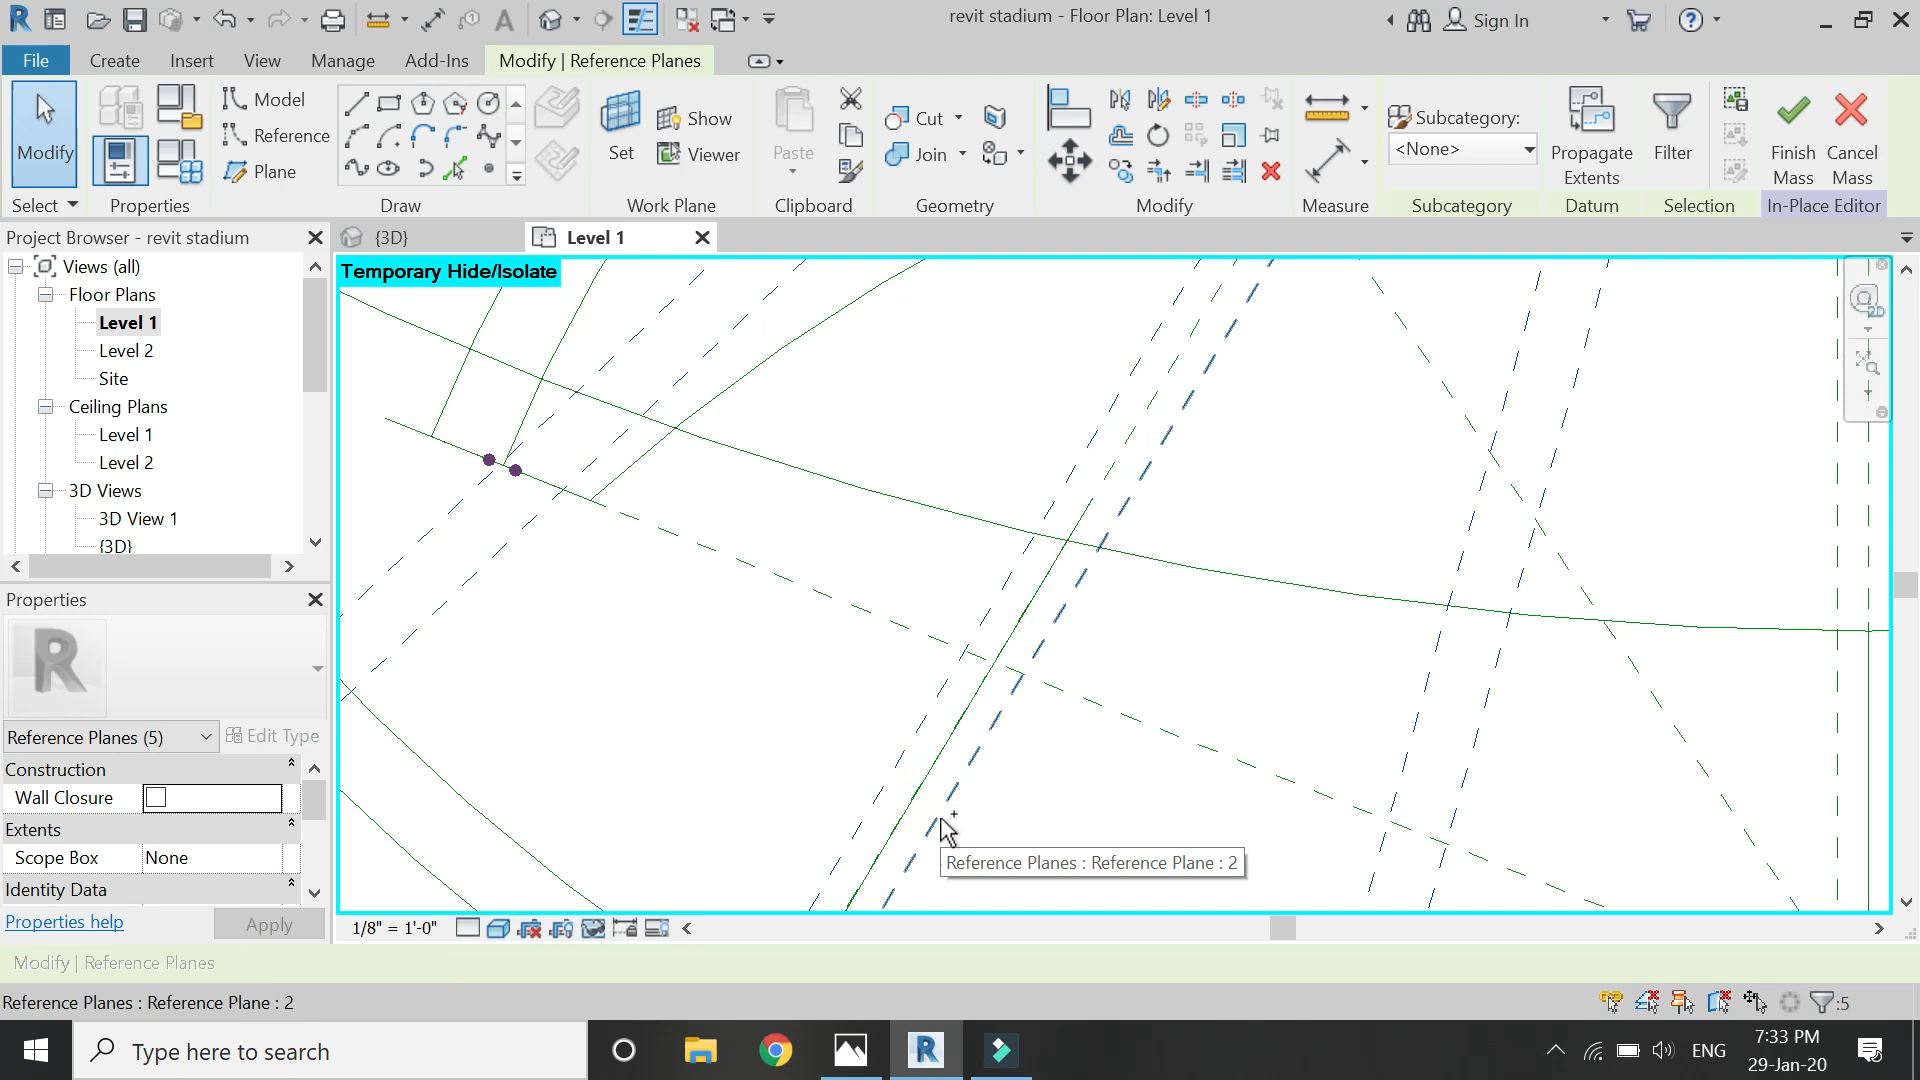 revit stadium - Floor Plan: Level 1
Sign In
File
Create
Insert
View
Manage
Add-Ins
Modify | Reference Planes
Modify
Model
Reference
Plane
Set
Show
Viewer
Paste
Cut
Join
Subcategory:
<None>
Propagate
Extents
Filter
Finish
Mass
Cancel
Mass
Select
Properties
Draw
Work Plane
Clipboard
Geometry
Modify
Measure
Subcategory
Datum
Selection
In-Place Editor
Project Browser - revit stadium
{3D}
Level 1
Views (all)
Floor Plans
Level 1
Level 2
Site
Ceiling Plans
Level 1
Level 2
3D Views
3D View 1
{3D}
Temporary Hide/Isolate
2D
Properties
Reference Planes (5)
Edit Type
Construction
Wall Closure
Extents
Scope Box
None
Identity Data
Properties help
Apply
Reference Planes : Reference Plane : 2
1/8" = 1'-0"
Modify | Reference Planes
Reference Planes : Reference Plane : 2
:5
Type here to search
ENG
7:33 PM
29-Jan-20